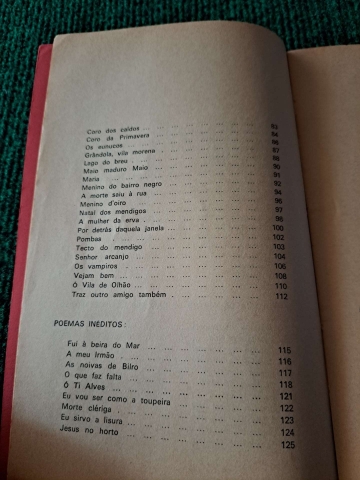 Coro dos caídos ... ... ... ... ... ... ... 83
Coro da Primavera ... ... ... ... ... ... 84
Os eunucos ... ... ... ... ... ... ... 86
Grândola, vila morena ... ... ... ... ... 87
Lago do breu . ... ... ... ... ... ... ... 88
Maio maduro Maio ... ... ... ... ... ... 90
Maria ... ... ... ... ... ... ... ... 91
Menino do bairro negro ... ... ... ... ... 92
A morte saiu à rua ... ... ... ... ... ... 94
Menino d'oiro ... ... ... ... ... ... ... 96
Natal dos mendigos ... ... ... ... ... ... 97
A mulher da erva . ... ... ... ... ... ... 98
Por detrás daquela janela ... ... ... ... ... 100
Pombas ... ... ... ... ... ... ... ... 102
Tecto do mendigo ... ... ... ... ... ... 103
Senhor arcanjo ... ... ... ... ... ... ... 104
Os vampiros . ... ... ... ... ... ... ... 106
Vejam bem ... ... ... ... ... ... ... 108
Ó Vila de Olhão ... ... ... ... ... ... 110
Traz outro amigo também . ... ... ... ... 112
POEMAS INEDITOS:
Fui à beira do Mar ... ... ... ... ... ... 115
A meu Irmão ... ... ... ... ... ... ... 116
As noivas de Bilro ... ... ... ... ... ... 117
O que faz falta . ... ... ... ... ... ... 118
Ó Ti Alves ... ... ... ... ... ... ... 121
Eu vou ser como a toupeira ... ... ... ... 122
Morte clériga . ... ... ... ... ... ... 123
Eu sirvo a lisura ... ... ... ... ... ... 124
Jesus no horto ... ... ... ... ... ... ... 125